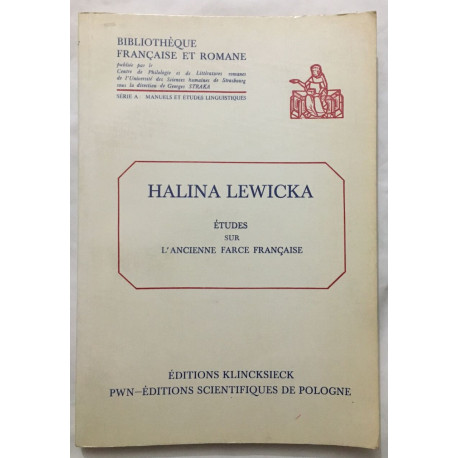 BIBLIOTHÈQUE
FRANÇAISE ET ROMANE
publiée par le
Centre de Philologie et de Littératures romanes
de l'Université des Sciences humaines de Strasbourg
sous la direction de Georges STRAKA
SÉRIE A: MANUELS ET ÉTUDES LINGUISTIQUES
HALINA LEWICKA
ÉTUDES
SUR
L'ANCIENNE FARCE FRANÇAISE
ÉDITIONS KLINCKSIECK
PWN—ÉDITIONS SCIENTIFIQUES DE POLOGNE